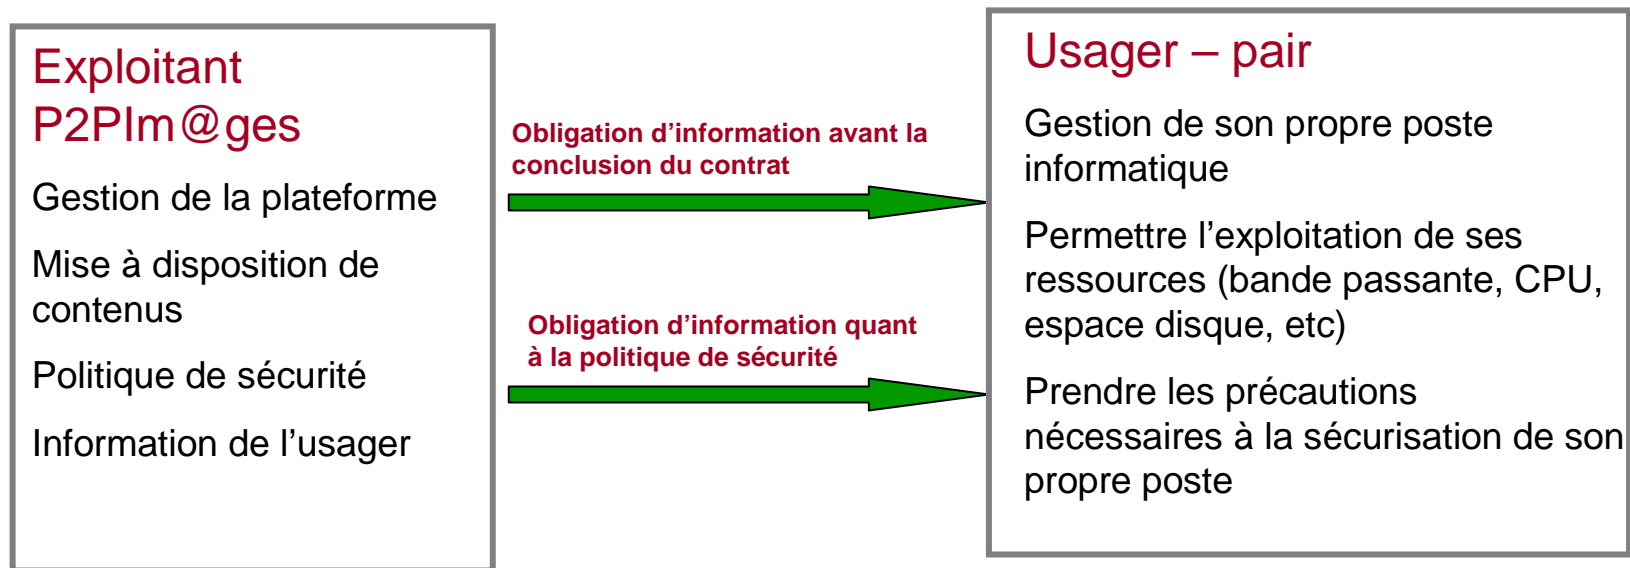 Exploitant
P2PIm@ges
Gestion de la plateforme
Mise à disposition de
contenus
Politique de sécurité
Information de l’usager
Obligation d’information avant la
conclusion du contrat
Obligation d’information quant
à la politique de sécurité
Usager – pair
Gestion de son propre poste
informatique
Permettre l’exploitation de ses
ressources (bande passante, CPU,
espace disque, etc)
Prendre les précautions
nécessaires à la sécurisation de son
propre poste